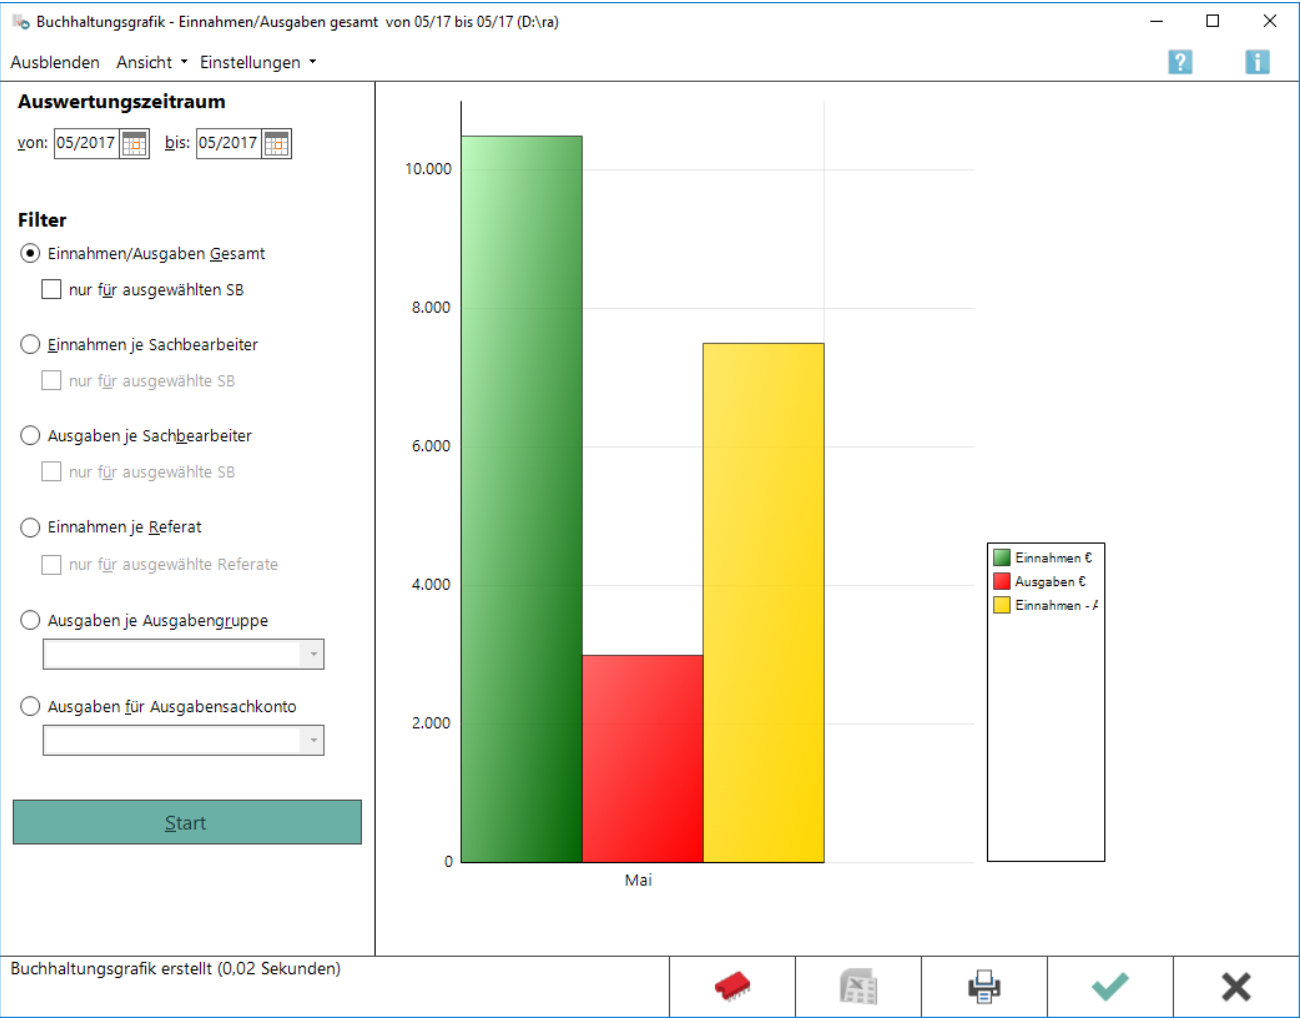 Buchhaltungsgrafik - Einnahmen/Ausgaben gesamt von 05/17 bis 05/17 (D:\ra)
Ausblenden Ansicht Einstellungen
Auswertungszeitraum
von: 05/2017 bis: 05/2017
Filter
Einnahmen/Ausgaben Gesamt
nur für ausgewählten SB
Einnahmen je Sachbearbeiter
nur für ausgewählte SB
Ausgaben je Sachbearbeiter
nur für ausgewählte SB
Einnahmen je Referat
nur für ausgewählte Referate
Ausgaben je Ausgabengruppe
Ausgaben für Ausgabensachkonto
Start
10.000
8.000
6.000
4.000
2.000
0
Mai
Einnahmen €
Ausgaben €
Einnahmen - A
Buchhaltungsgrafik erstellt (0,02 Sekunden)